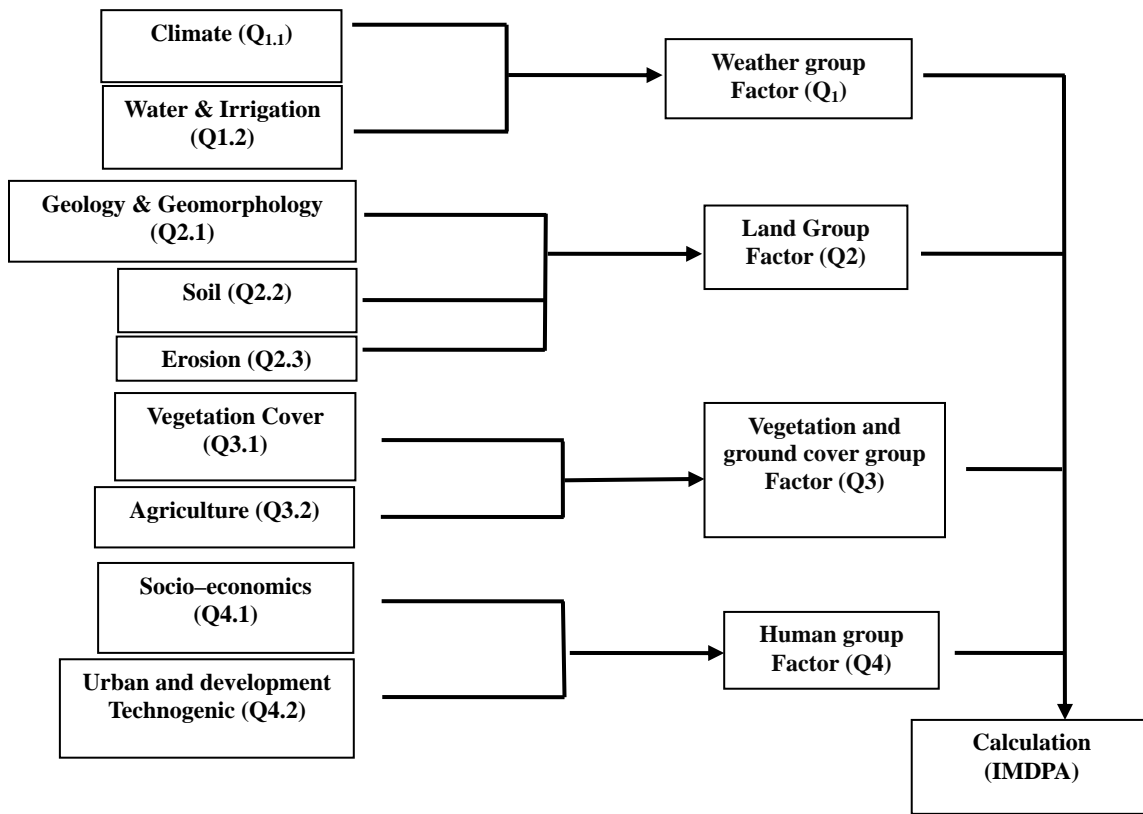 Climate (Q1.1)
Water & Irrigation
(Q1.2)
Geology & Geomorphology
(Q2.1)
Soil (Q2.2)
Erosion (Q2.3)
Vegetation Cover
(Q3.1)
Agriculture (Q3.2)
Socio–economics
(Q4.1)
Urban and development
Technogenic (Q4.2)
Weather group
Factor (Q1)
Land Group
Factor (Q2)
Vegetation and
ground cover group
Factor (Q3)
Human group
Factor (Q4)
Calculation
(IMDPA)